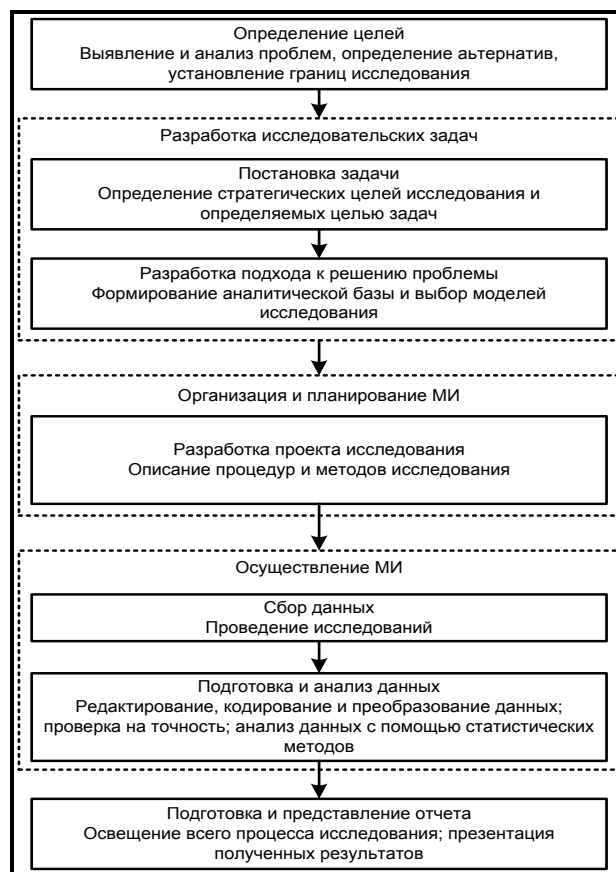 Определение целей
Выявление и анализ проблем, определение аьтернатив,
установление границ исследования
Разработка исследовательских задач
Постановка задачи
Определение стратегических целей исследования и
определяемых целью задач
Разработка подхода к решению проблемы
Формирование аналитической базы и выбор моделей
исследования
Организация и планирование МИ
Разработка проекта исследования
Описание процедур и методов исследования
Осуществление МИ
Сбор данных
Проведение исследований
Подготовка и анализ данных
Редактирование, кодирование и преобразование данных;
проверка на точность; анализ данных с помощью статистических
методов
Подготовка и представление отчета
Освещение всего процесса исследования; презентация
полученных результатов